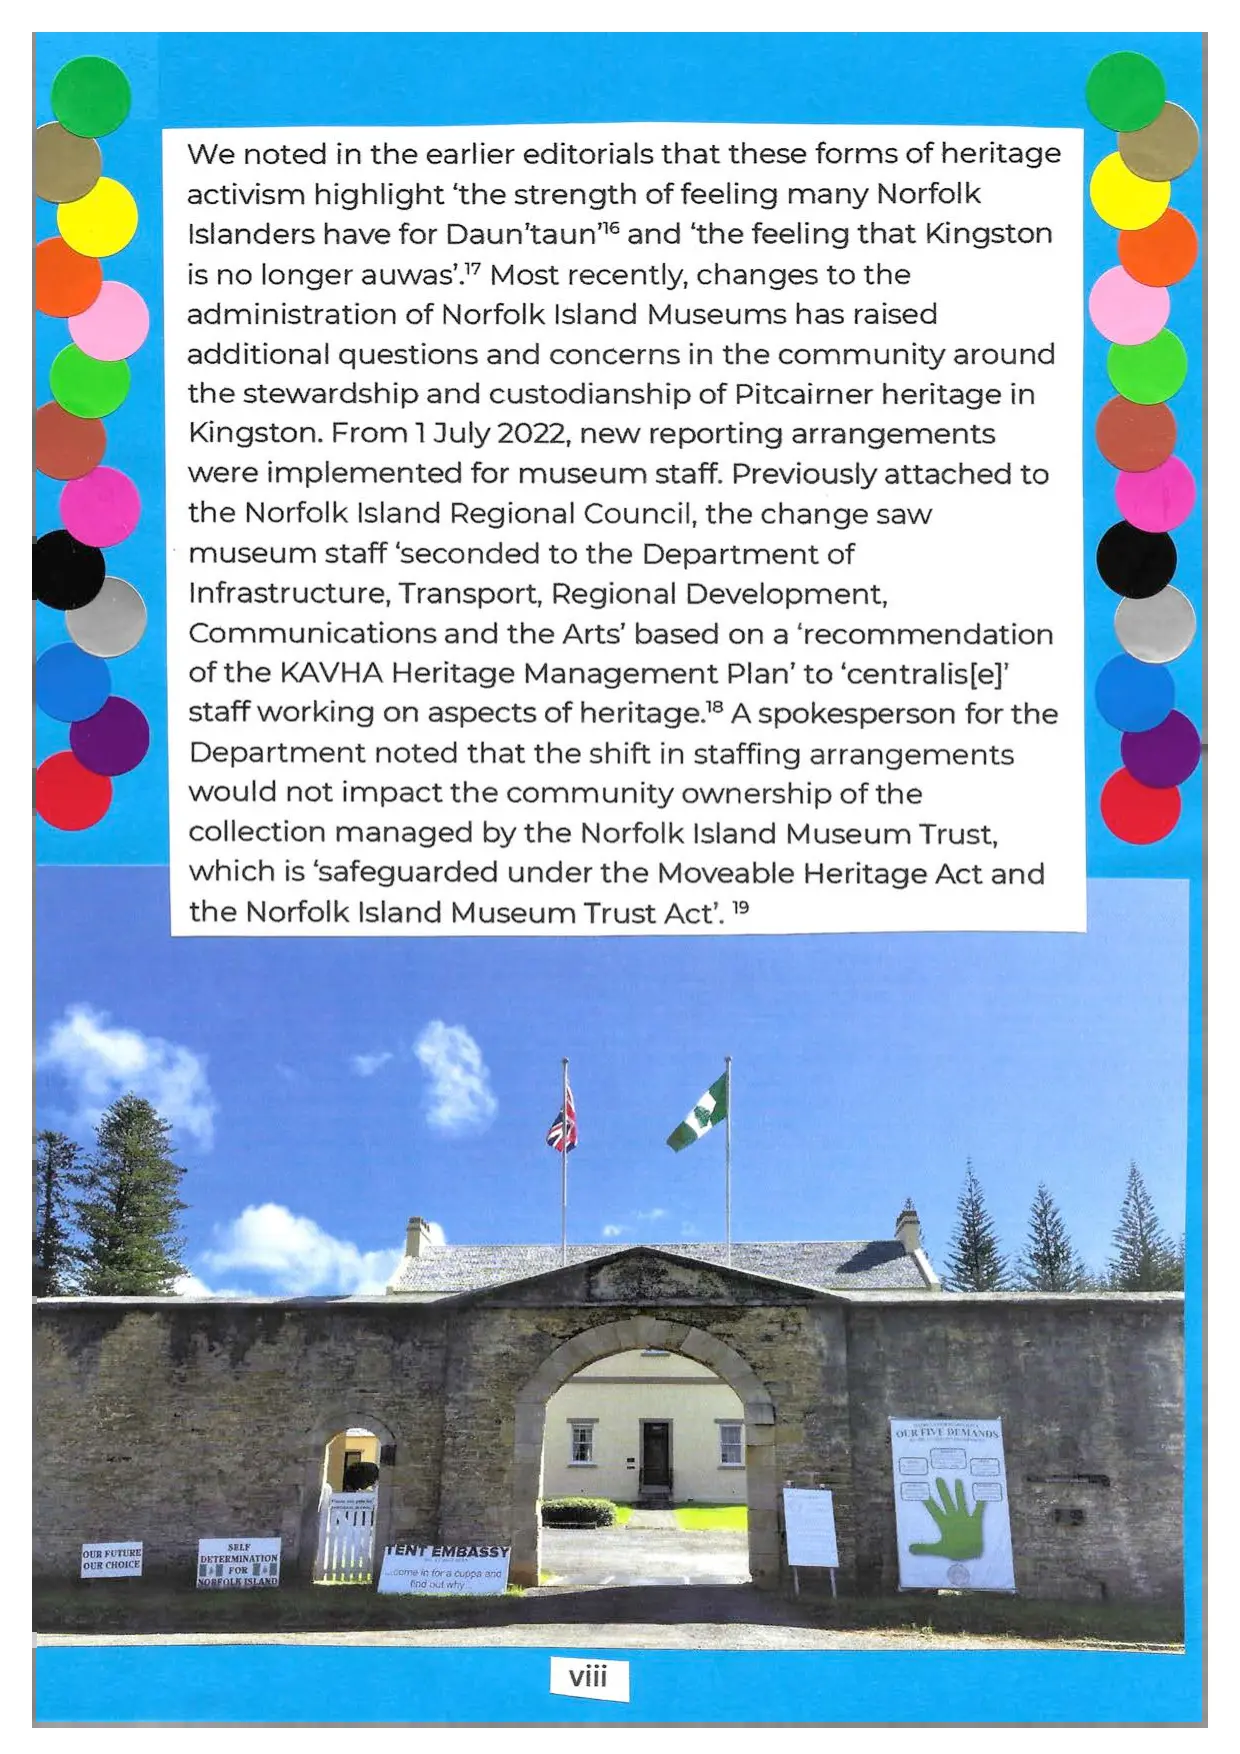 We noted in the earlier editorials that these forms of heritage
activism highlight ‘the strength of feeling many Norfolk
Islanders have for Daun’taun’¹⁶ and ‘the feeling that Kingston
is no longer auwas’.¹⁷ Most recently, changes to the
administration of Norfolk Island Museums has raised
additional questions and concerns in the community around
the stewardship and custodianship of Pitcairner heritage in
Kingston. From 1 July 2022, new reporting arrangements
were implemented for museum staff. Previously attached to
the Norfolk Island Regional Council, the change saw
museum staff ‘seconded to the Department of
Infrastructure, Transport, Regional Development,
Communications and the Arts’ based on a ‘recommendation
of the KAVHA Heritage Management Plan’ to ‘centralis[e]’
staff working on aspects of heritage.¹⁸ A spokesperson for the
Department noted that the shift in staffing arrangements
would not impact the community ownership of the
collection managed by the Norfolk Island Museum Trust,
which is ‘safeguarded under the Moveable Heritage Act and
the Norfolk Island Museum Trust Act’. ¹⁹
OUR FIVE DEMANDS
OUR FUTURE
OUR CHOICE
SELF
DETERMINATION
FOR
NORFOLK ISLAND
TENT EMBASSY
...come in for a cuppa and
find out why...
viii